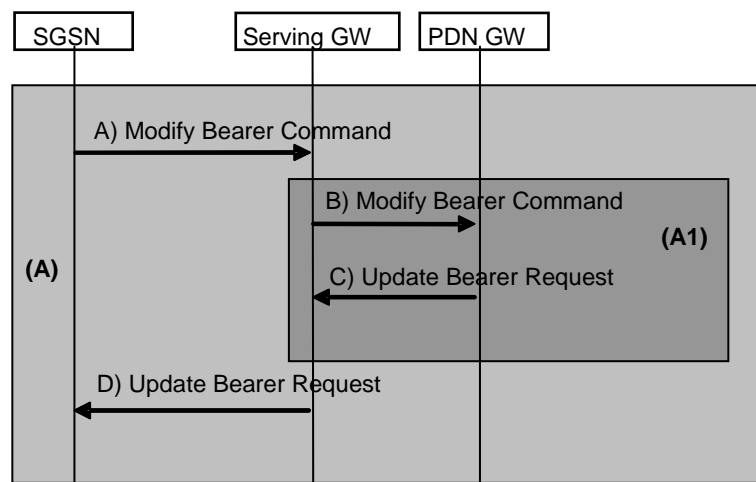 SGSN
Serving GW
PDN GW
A) Modify Bearer Command
B) Modify Bearer Command
(A1)
(A)
C) Update Bearer Request
D) Update Bearer Request